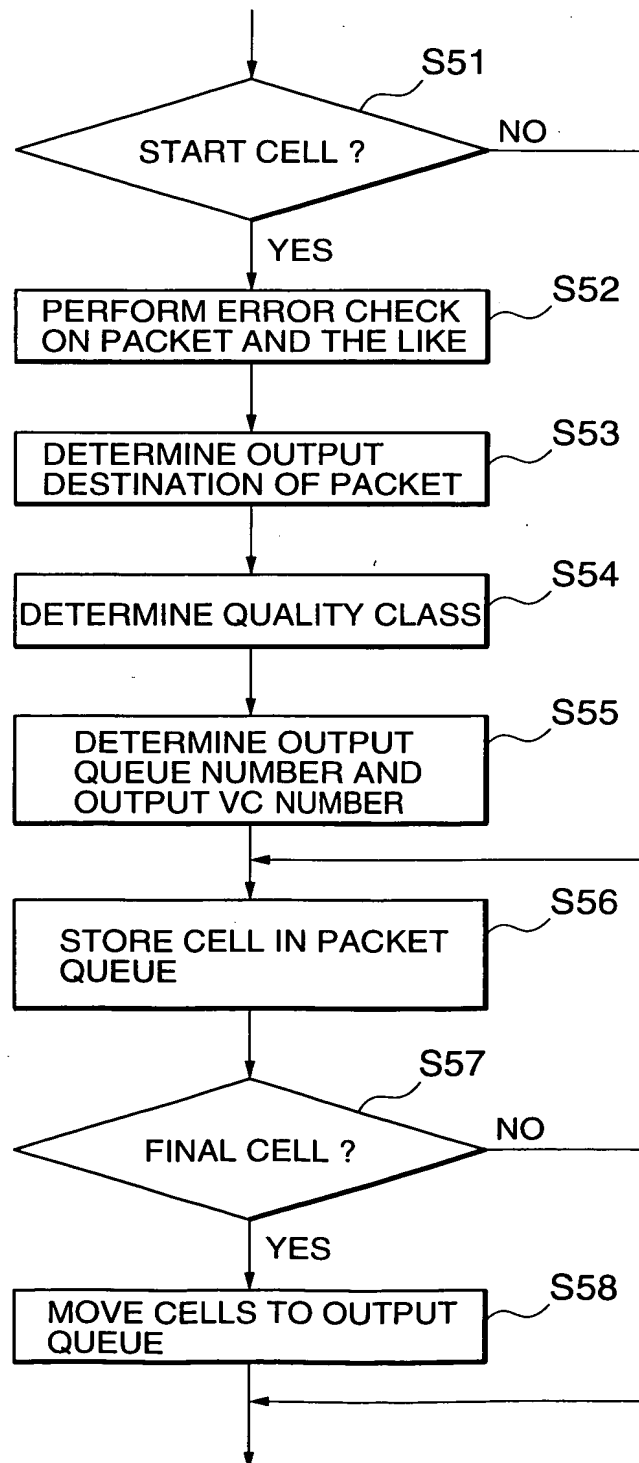 S51
START CELL ?
NO
YES
S52
PERFORM ERROR CHECK
ON PACKET AND THE LIKE
S53
DETERMINE OUTPUT
DESTINATION OF PACKET
S54
DETERMINE QUALITY CLASS
S55
DETERMINE OUTPUT
QUEUE NUMBER AND
OUTPUT VC NUMBER
S56
STORE CELL IN PACKET
QUEUE
S57
FINAL CELL ?
NO
YES
S58
MOVE CELLS TO OUTPUT
QUEUE